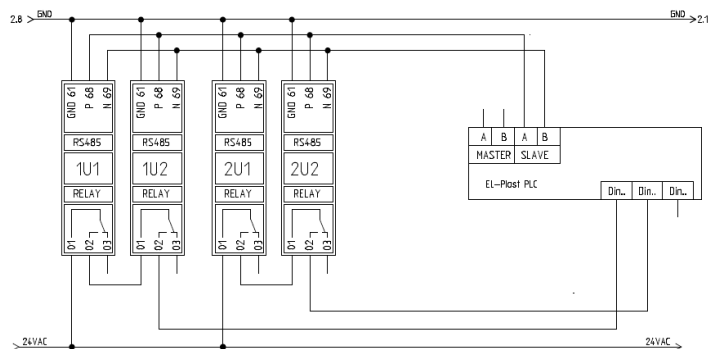 2.8 > GND GND > 2.1
GND 61 P 68 N 69 GND 61 P 68 N 69 GND 61 P 68 N 69 GND 61 P 68 N 69
A B A B
RS485 RS485 RS485 RS485
MASTER SLAVE
1U1 1U2 2U1 2U2
El-Plast PLC
RELAY RELAY RELAY RELAY
Din.. Din.. Din..
01 02 03 01 02 03 01 02 03 01 02 03
24VAC 24VAC